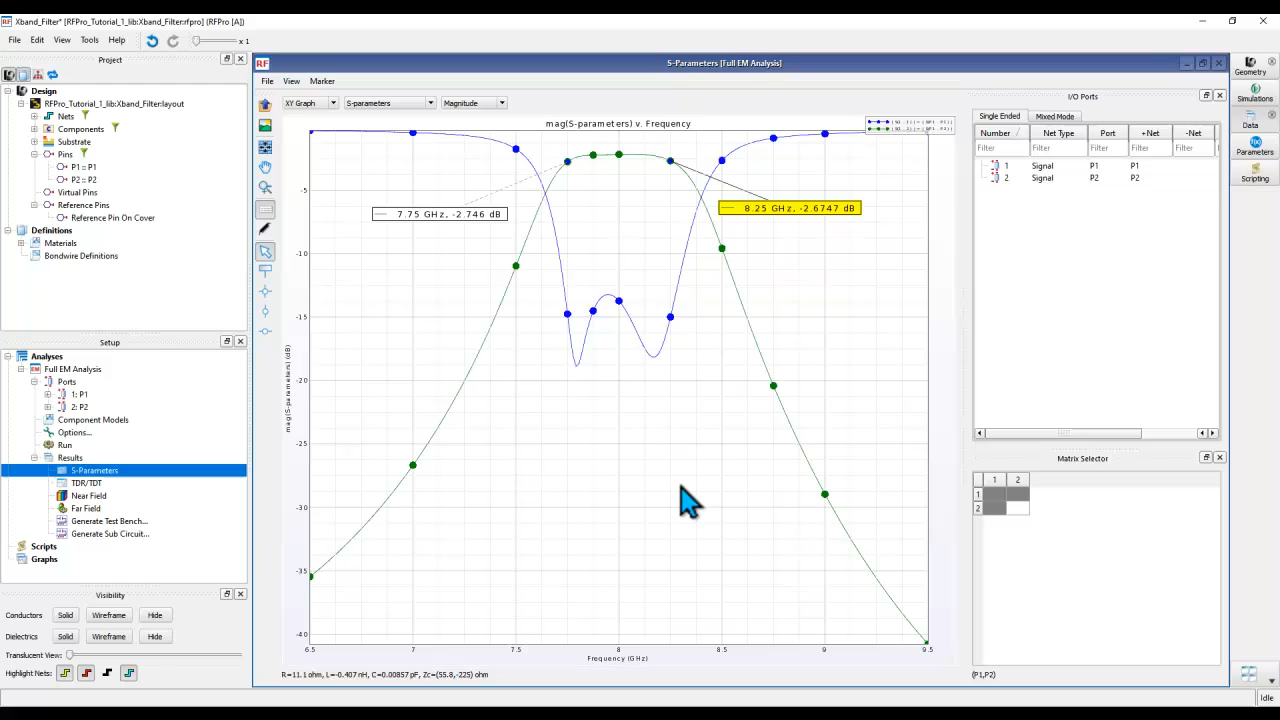 Xband_Filter* [RFPro_Tutorial_1_lib:Xband_Filter:rfpro] (RFPro [A])
File Edit View Tools Help x 1
Project
Design
RFPro_Tutorial_1_lib:Xband_Filter:layout
Nets
Components
Substrate
Pins
P1 :: P1
P2 :: P2
Virtual Pins
Reference Pins
Reference Pin On Cover
Definitions
Materials
Bondwire Definitions
Setup
Analyses
Full EM Analysis
Ports
1: P1
2: P2
Component Models
Options...
Run
Results
S-Parameters
TDR/TDT
Near Field
Far Field
Generate Test Bench...
Generate Sub Circuit...
Scripts
Graphs
Visibility
Conductors Solid Wireframe Hide
Dielectrics Solid Wireframe Hide
Translucent View:
Highlight Nets:
RF S-Parameters [Full EM Analysis]
File View Marker
XY Graph S-parameters Magnitude
mag(S-parameters) v. Frequency
7.75 GHz, -2.746 dB
8.25 GHz, -2.6747 dB
mag(S-parameters) (dB)
-5
-10
-15
-20
-25
-30
-35
-40
6.5 7 7.5 8 8.5 9 9.5
Frequency (GHz)
R=11.1 ohm, L=-0.407 nH, C=0.00857 pF, Zc=(55.8,-225) ohm
(P1,P2)
I/O Ports
Single Ended Mixed Mode
Number Net Type Port +Net -Net
Filter Filter Filter Filter Filter
1 Signal P1 P1
2 Signal P2 P2
Matrix Selector
1 2
1
2
Geometry
Simulations
Data
Parameters
Scripting
Idle